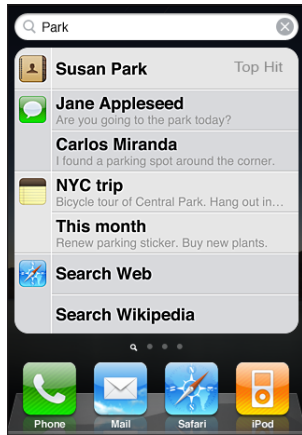 Park
Susan Park Top Hit
Jane Appleseed
Are you going to the park today?
Carlos Miranda
I found a parking spot around the corner.
NYC trip
Bicycle tour of Central Park. Hang out in…
This month
Renew parking sticker. Buy new plants.
Search Web
Search Wikipedia
Phone Mail Safari iPod